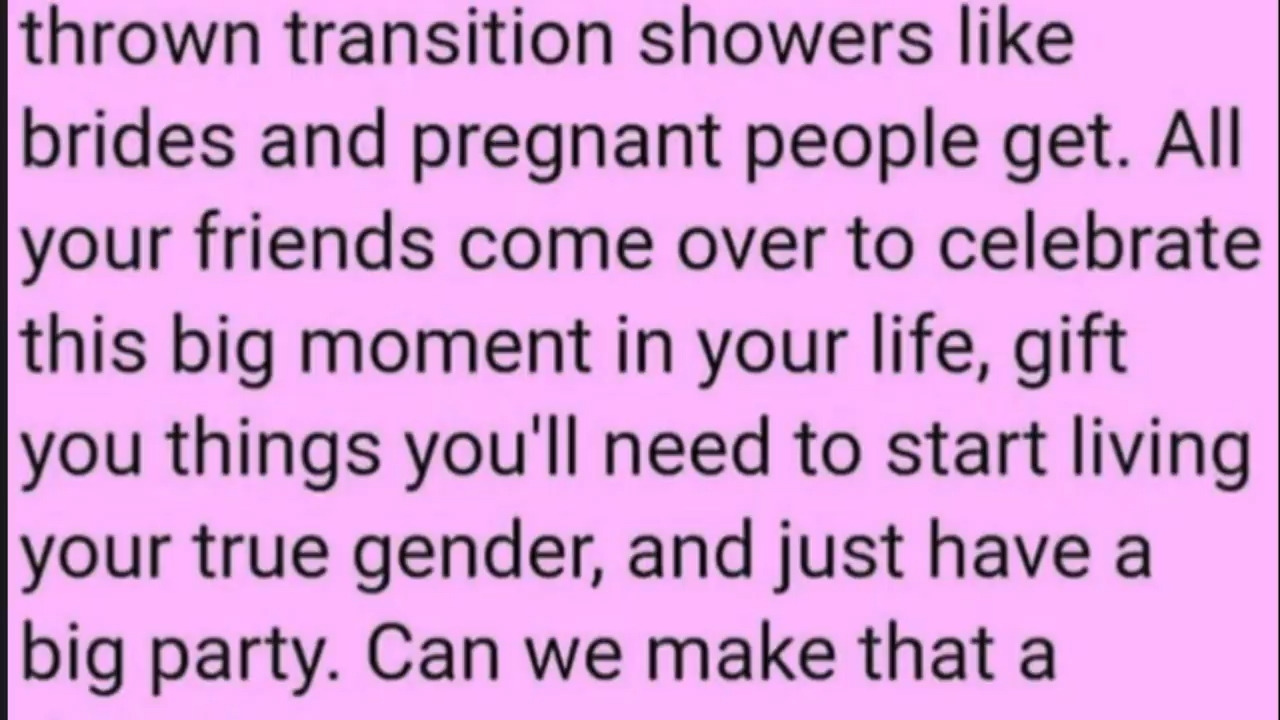 thrown transition showers like
brides and pregnant people get. All
your friends come over to celebrate
this big moment in your life, gift
you things you'll need to start living
your true gender, and just have a
big party. Can we make that a